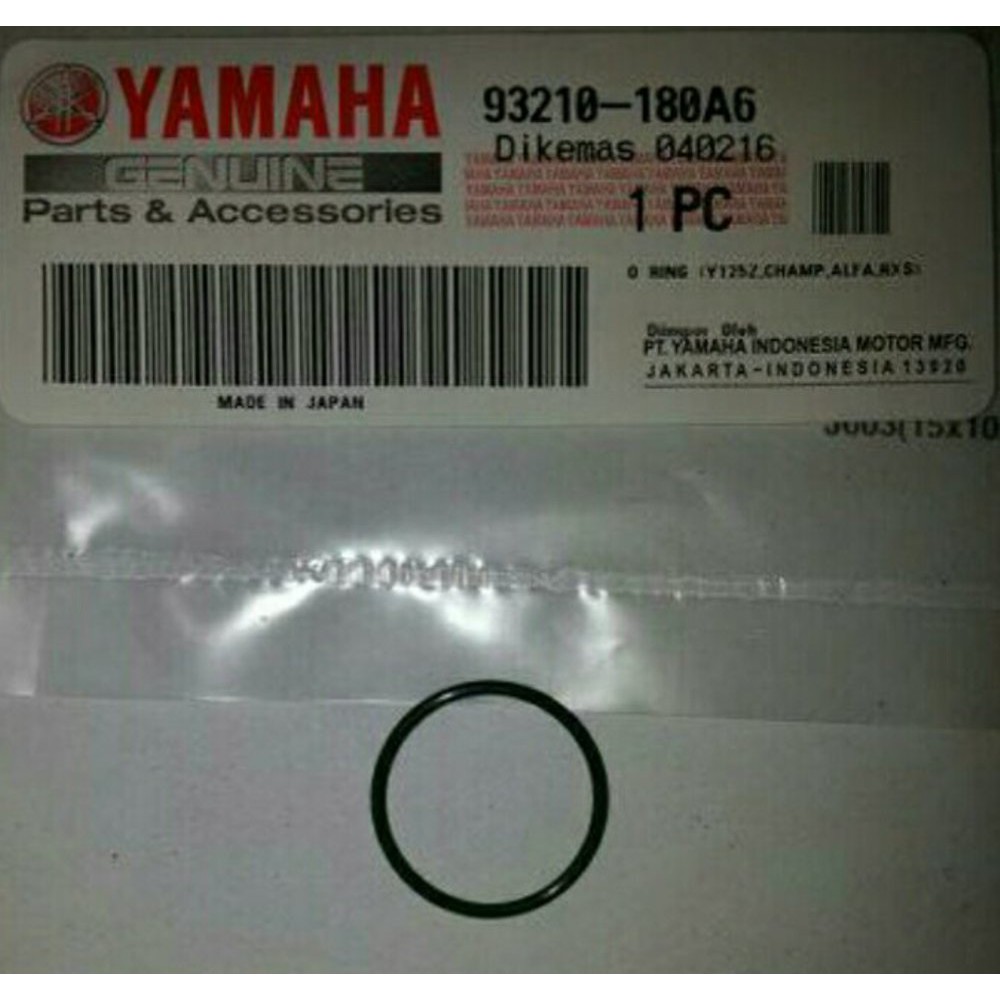 YAMAHA
GENUINE
Parts & Accessories
93210-180A6
Dikemas 040216
1 PC
O RING (Y125Z,CHAMP,ALFA,RXS)
Diimpor Oleh
PT. YAMAHA INDONESIA MOTOR MFG.
JAKARTA-INDONESIA 13920
MADE IN JAPAN